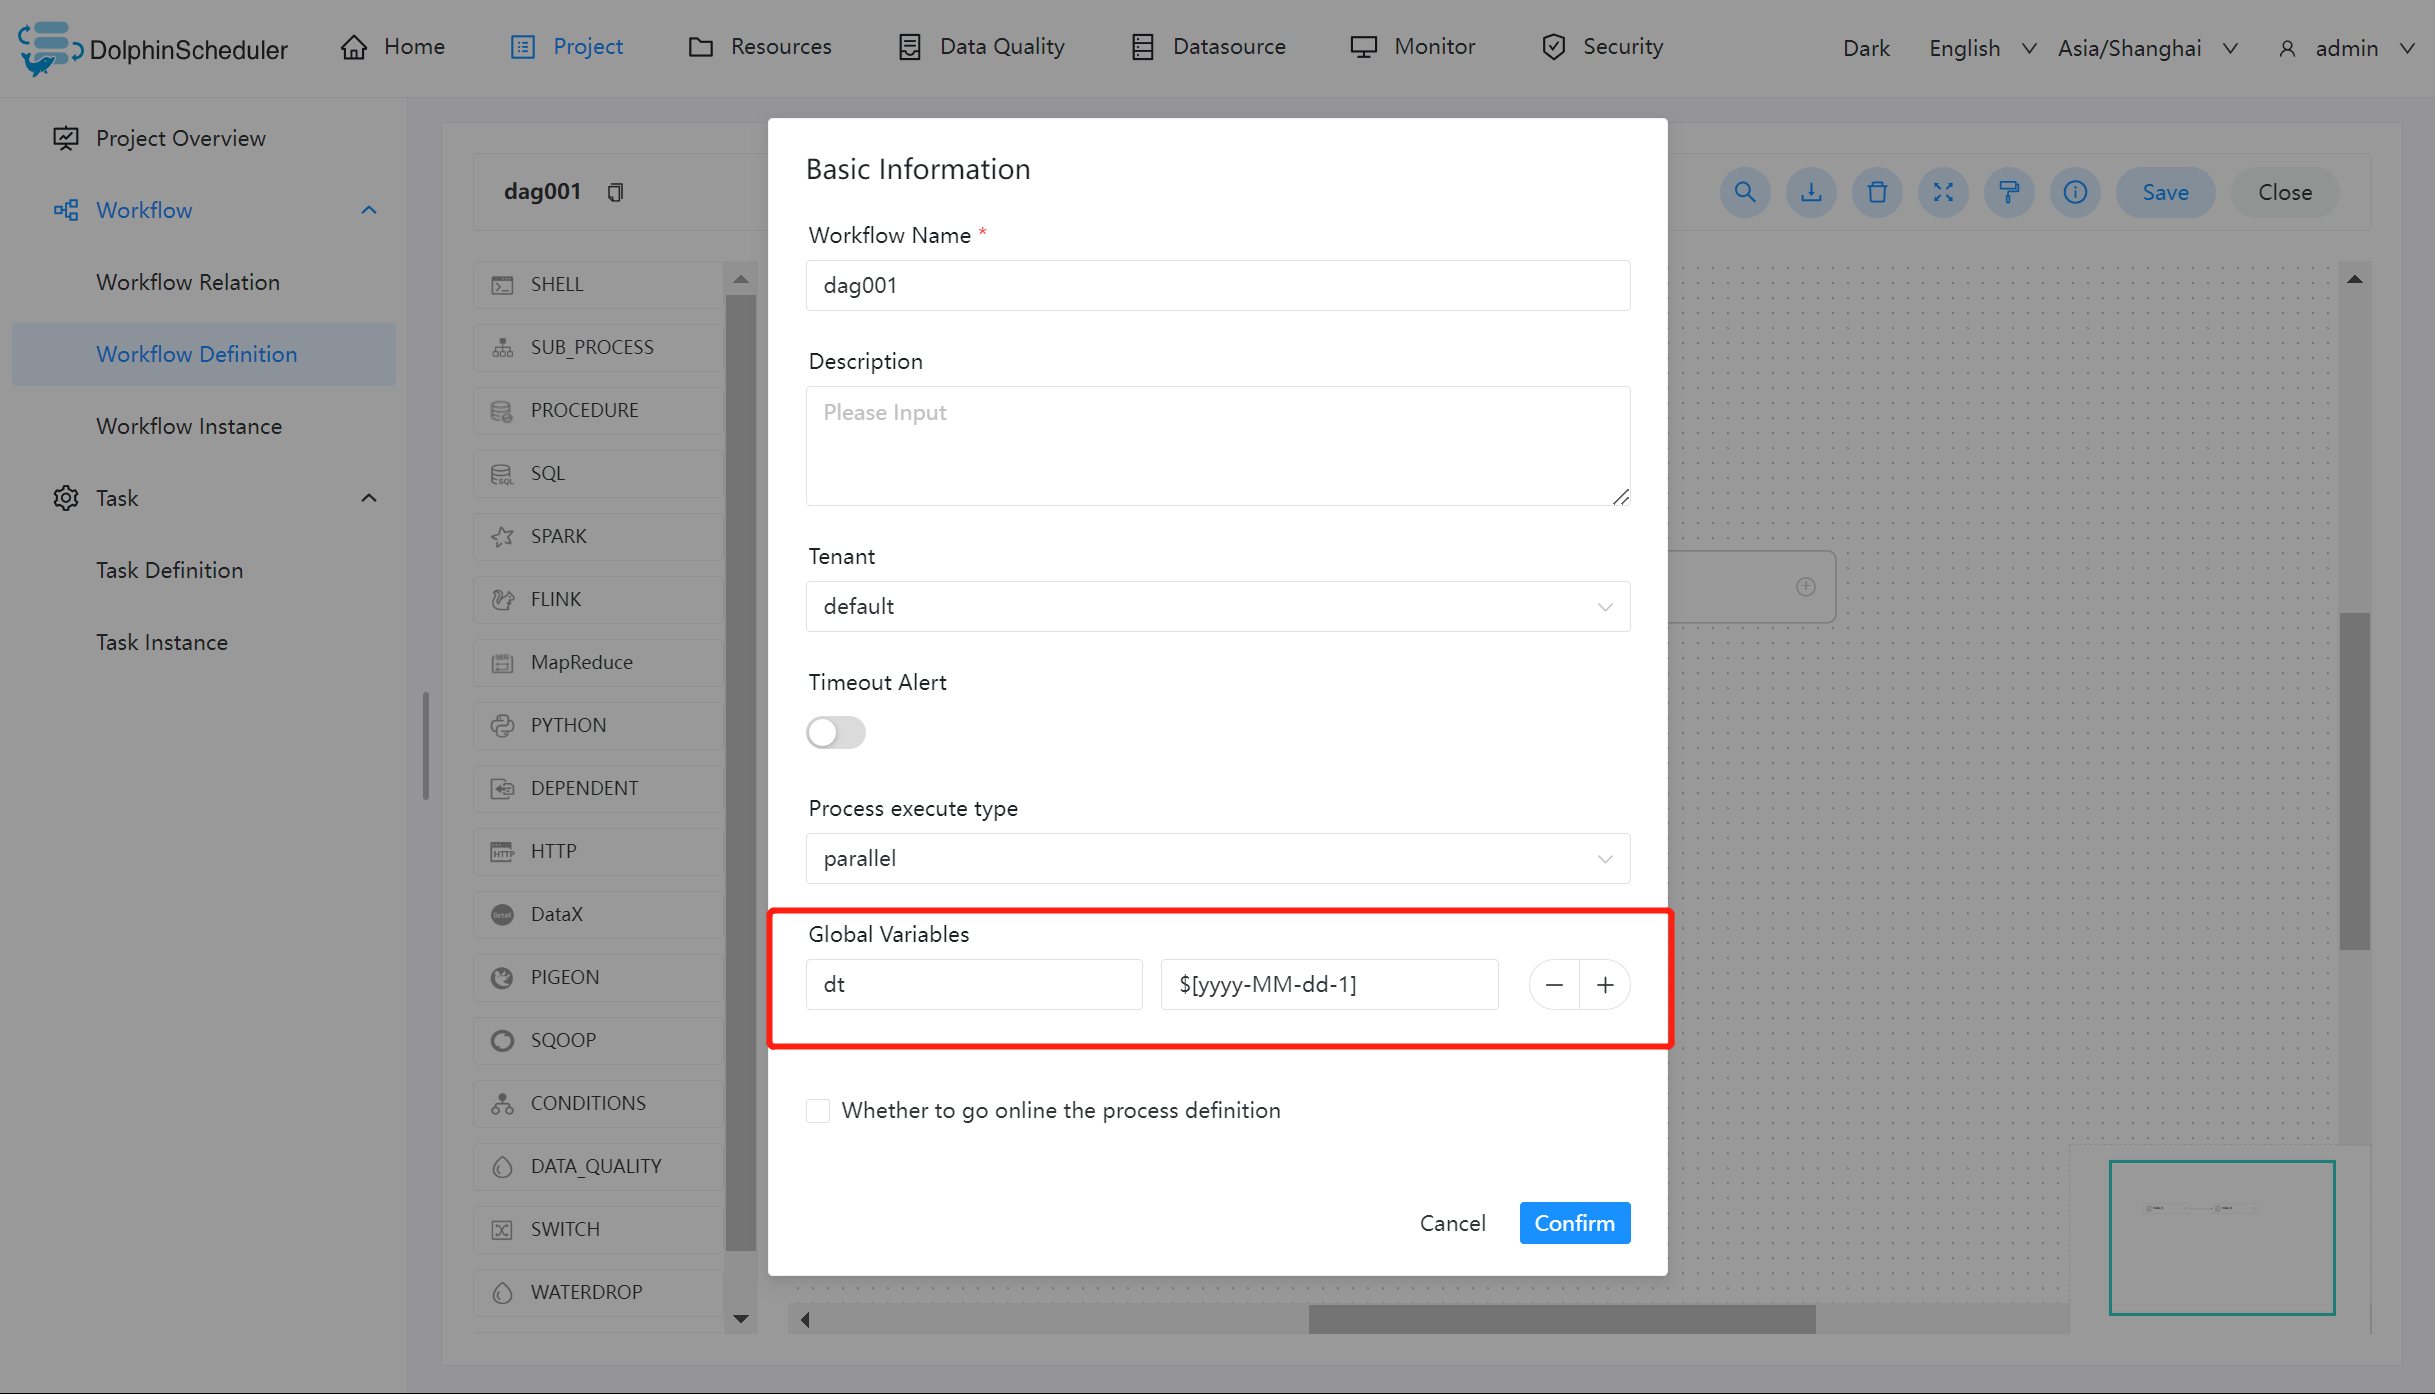 DolphinScheduler
Home
Project
Resources
Data Quality
Datasource
Monitor
Security
Dark
English
Asia/Shanghai
admin
Project Overview
Workflow
Workflow Relation
Workflow Definition
Workflow Instance
Task
Task Definition
Task Instance
dag001
Save
Close
SHELL
SUB_PROCESS
PROCEDURE
SQL
SPARK
FLINK
MapReduce
PYTHON
DEPENDENT
HTTP
DataX
PIGEON
SQOOP
CONDITIONS
DATA_QUALITY
SWITCH
WATERDROP
Basic Information
Workflow Name *
dag001
Description
Please Input
Tenant
default
Timeout Alert
Process execute type
parallel
Global Variables
dt
$[yyyy-MM-dd-1]
Whether to go online the process definition
Cancel
Confirm